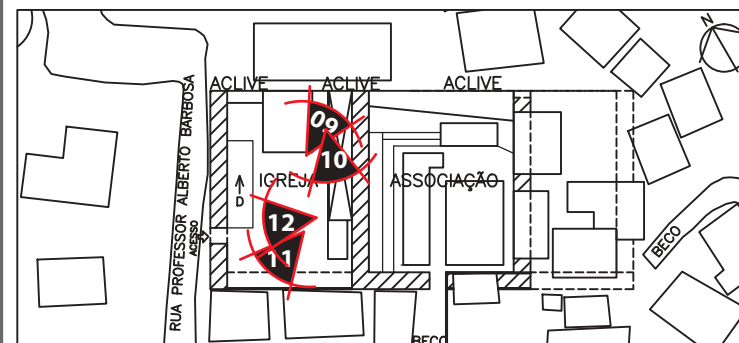 N
ACLIVE ACLIVE ACLIVE
RUA PROFESSOR ALBERTO BARBOSA
09
10
IGREJA
ASSOCIAÇÃO
D
ACESSO
12
11
BECO
BECO